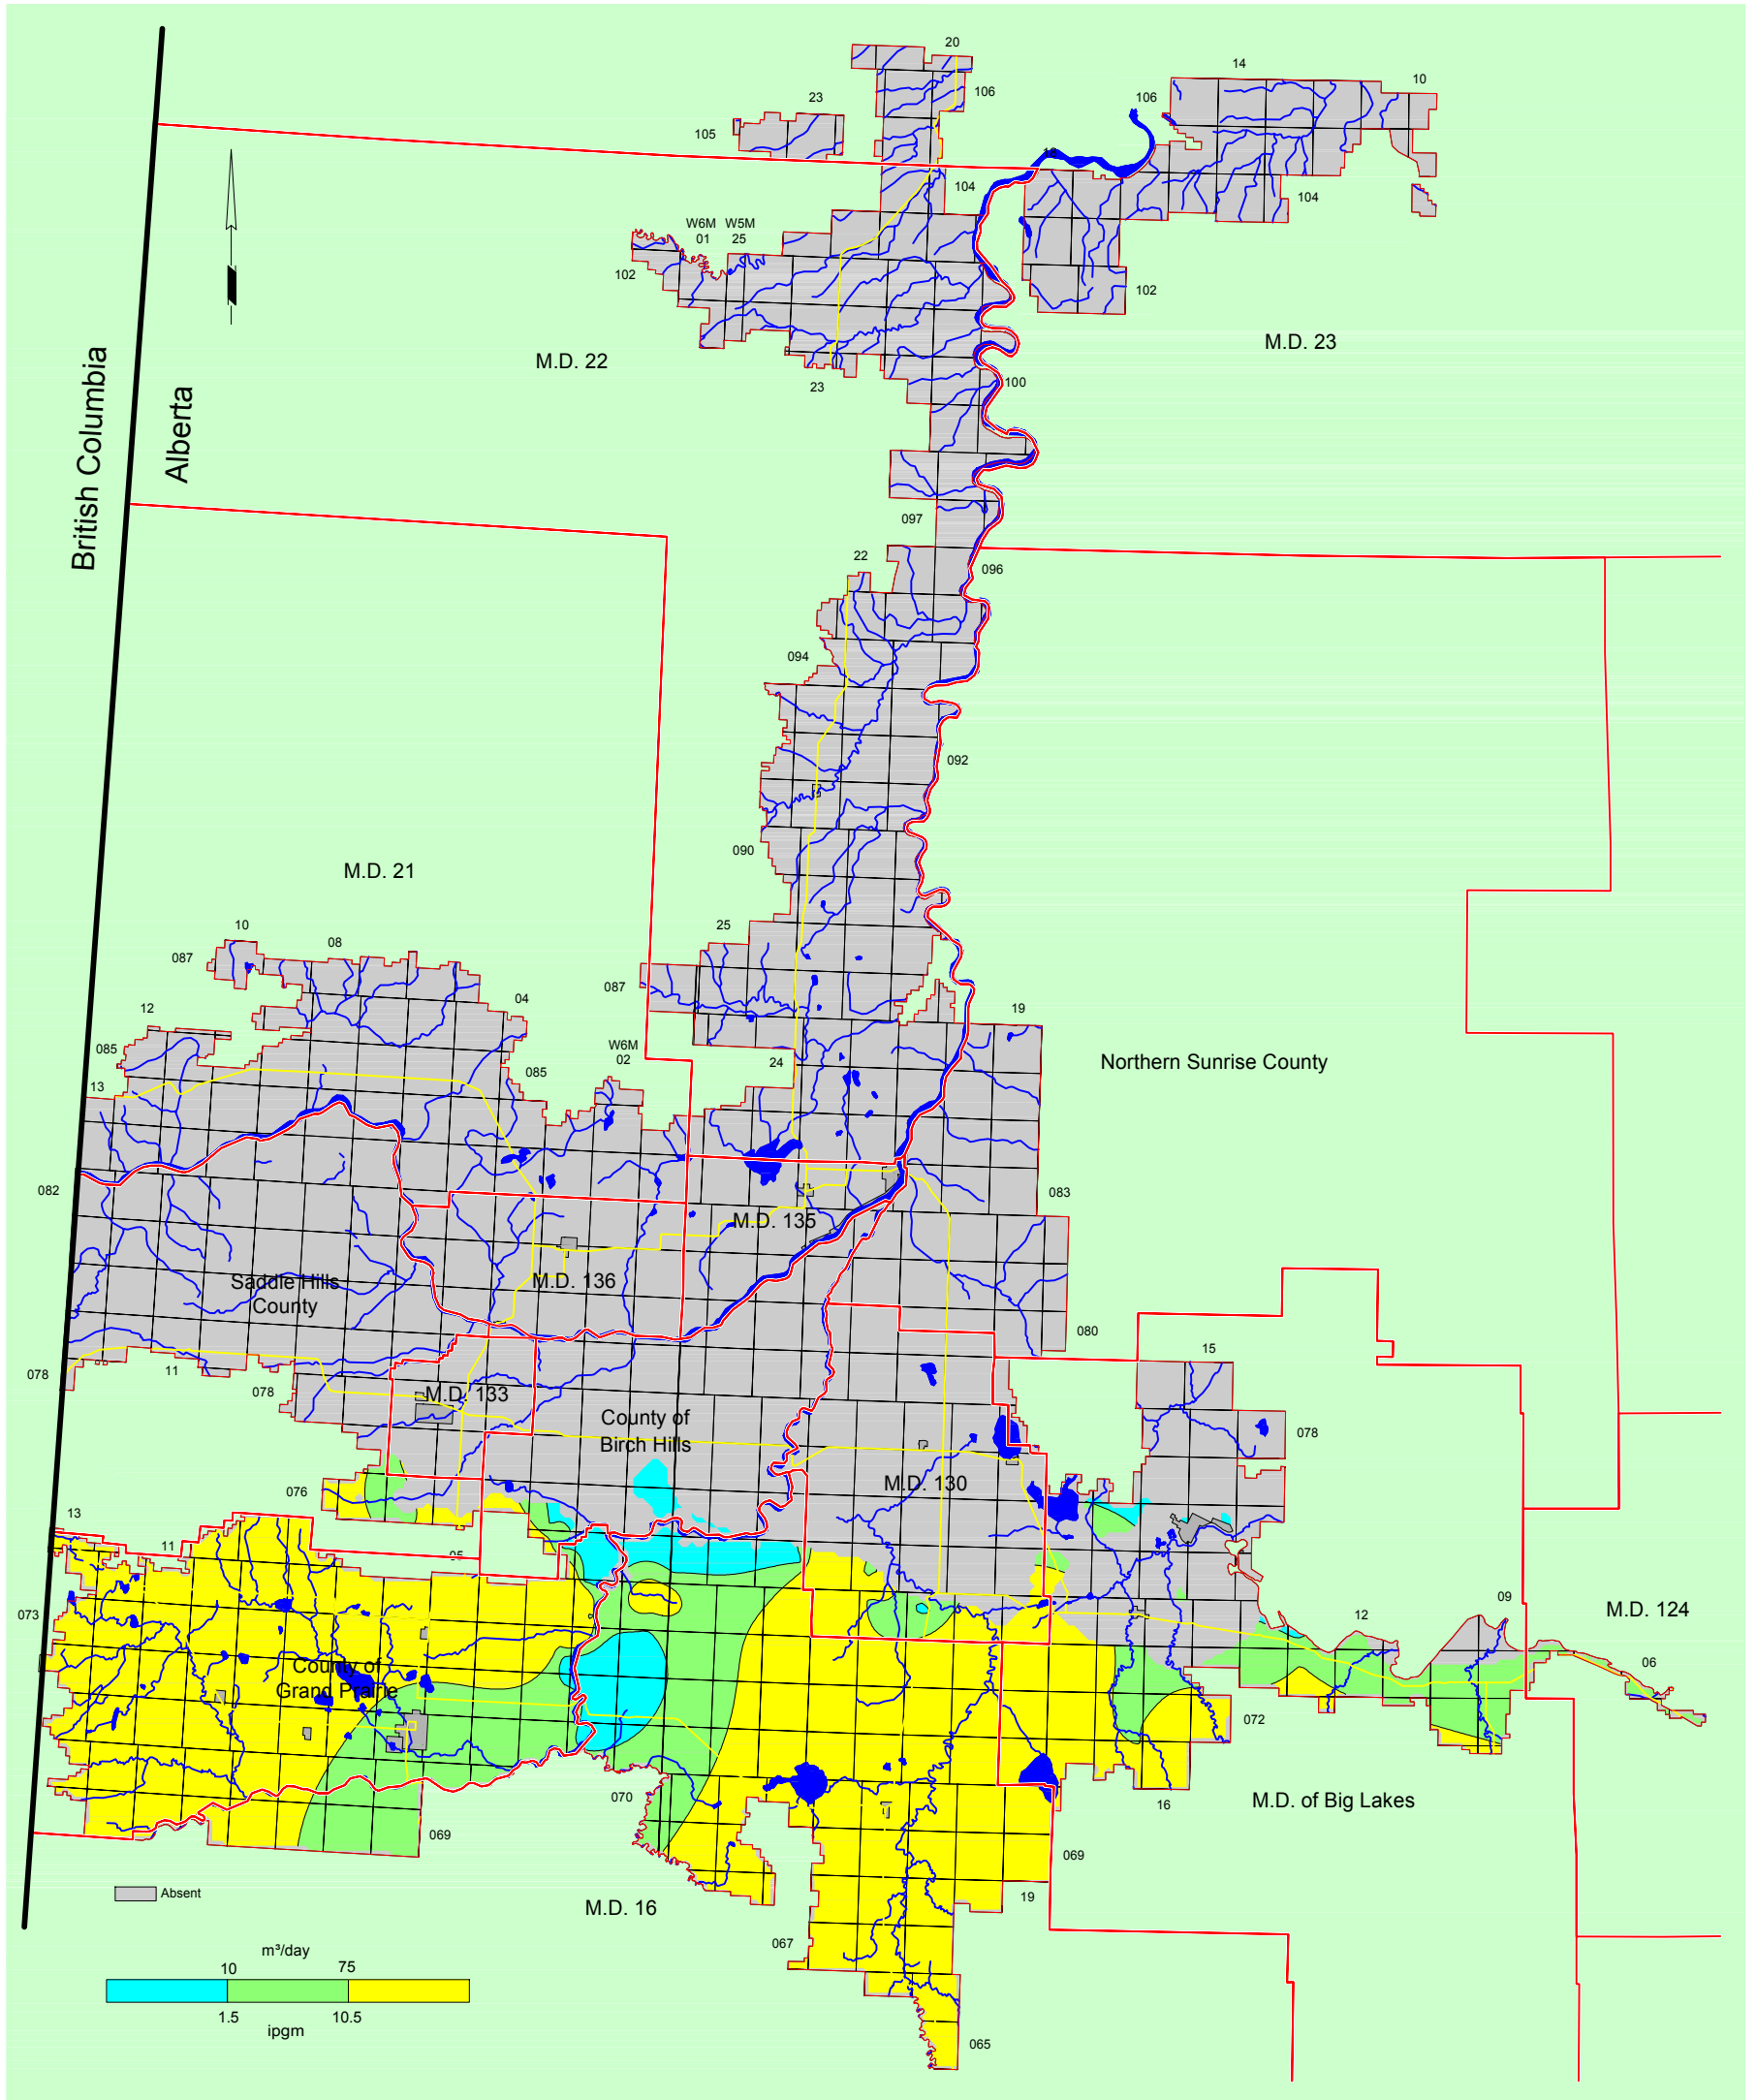 20
14
10
106
106
23
105
18
104
104
W6M W5M
01 25
102
102
British Columbia
Alberta
M.D. 22
M.D. 23
23
100
097
096
22
094
092
090
M.D. 21
10
08
25
087
087
04
12
19
085
W6M
02
24
085
13
Northern Sunrise County
082
083
M.D. 135
M.D. 136
Saddle Hills
County
080
15
11
078
078
M.D. 133
County of
Birch Hills
078
M.D. 130
076
13
11
05
09
073
12
M.D. 124
County of
Grand Prairie
06
072
070
16
M.D. of Big Lakes
069
069
19
Absent
M.D. 16
067
m³/day
10 75
1.5 10.5
ipgm
065